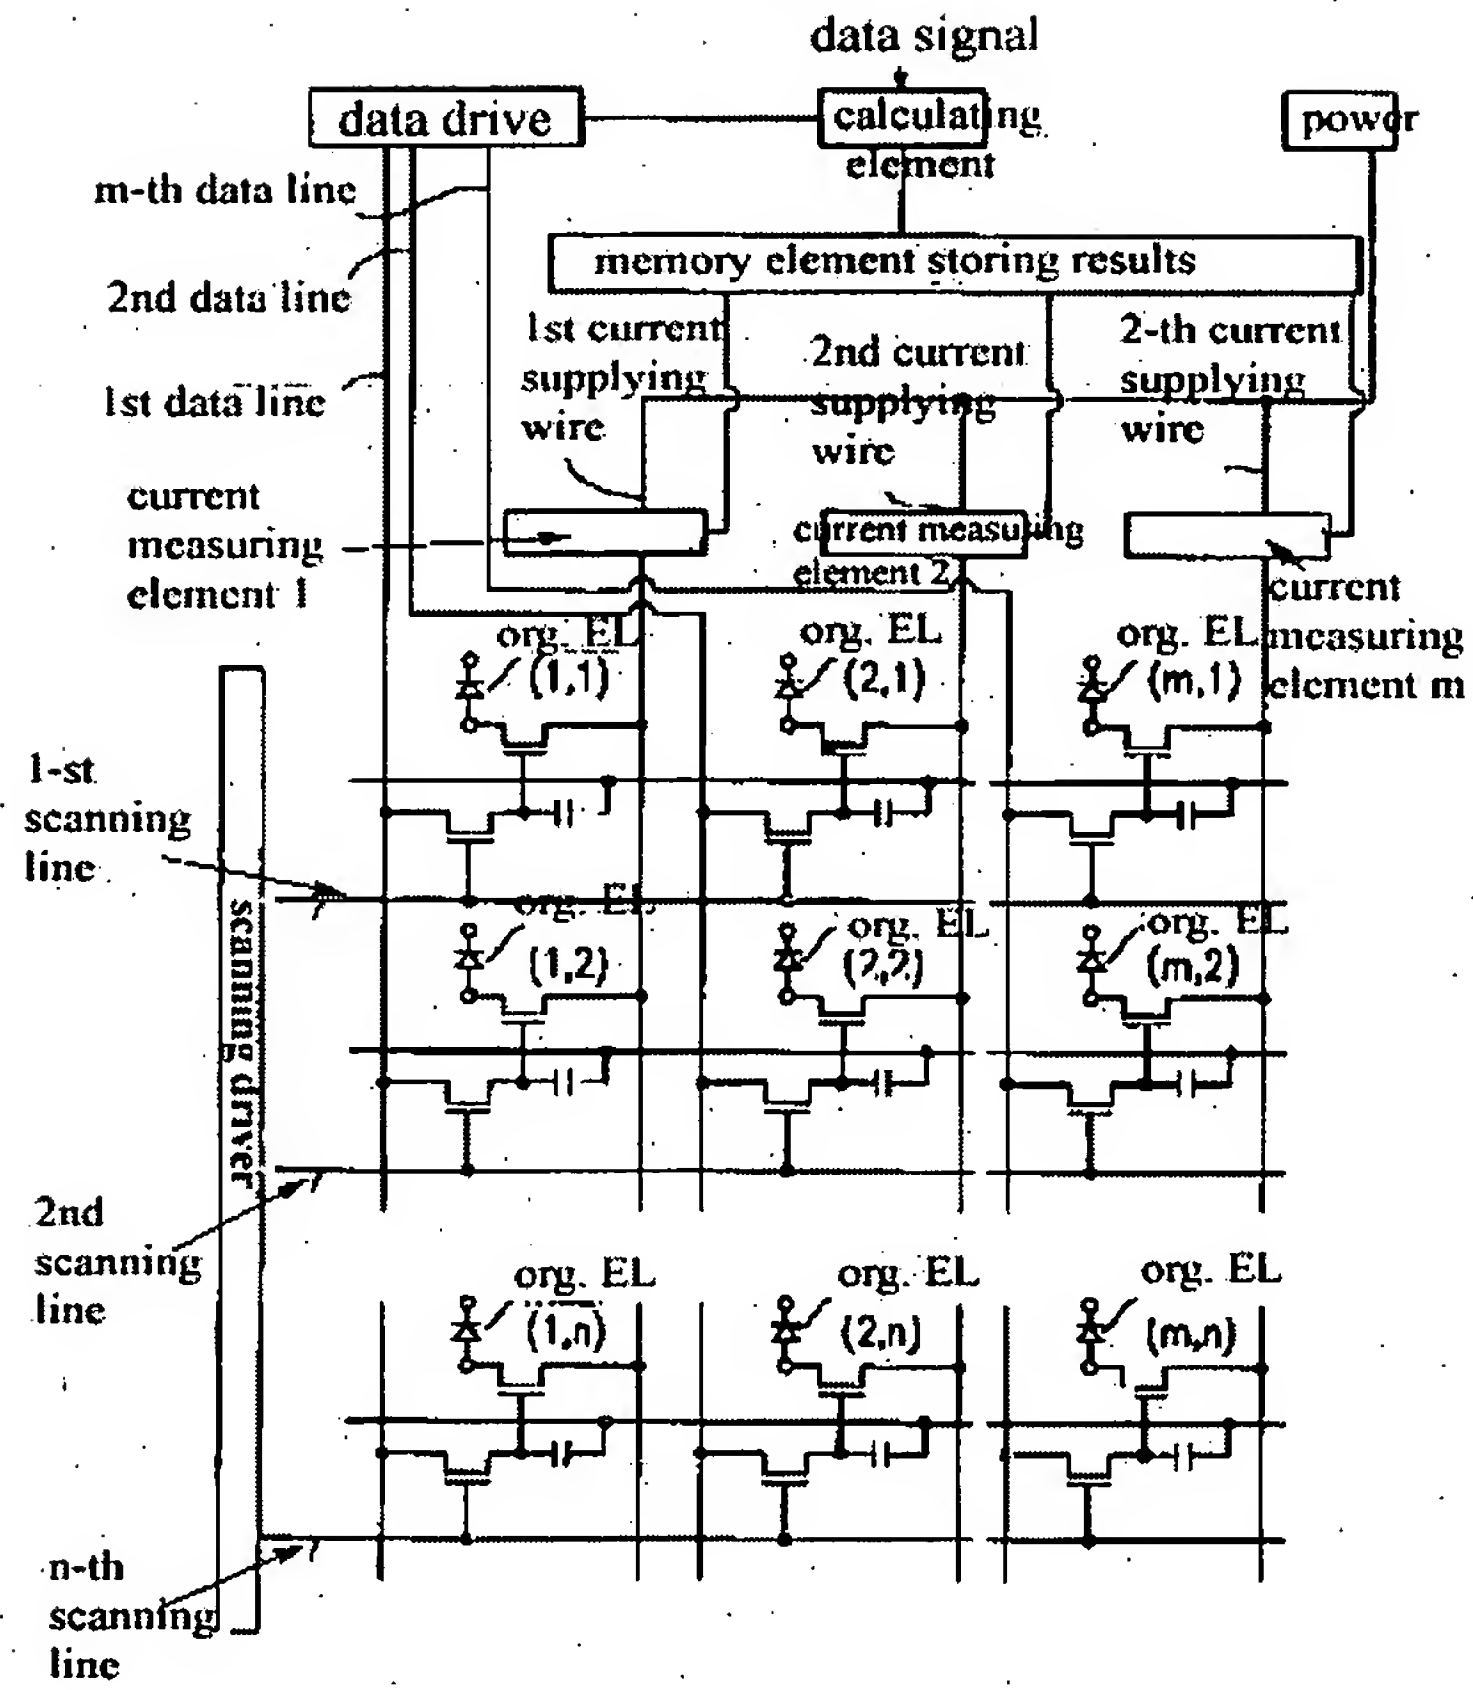 data signal
data drive
calculating
element
power
m-th data line
memory element storing results
2nd data line
1st current
supplying
wire
2nd current
supplying
wire
2-th current
supplying
wire
1st data line
current
measuring
element 1
current measuring
element 2
current
measuring
element m
org. EL
(1,1)
org. EL
(2,1)
org. EL
(m,1)
1-st
scanning
line
scanning driver
org. EL
(1,2)
org. EL
(2,2)
org. EL
(m,2)
2nd
scanning
line
org. EL
(1,n)
org. EL
(2,n)
org. EL
(m,n)
n-th
scanning
line